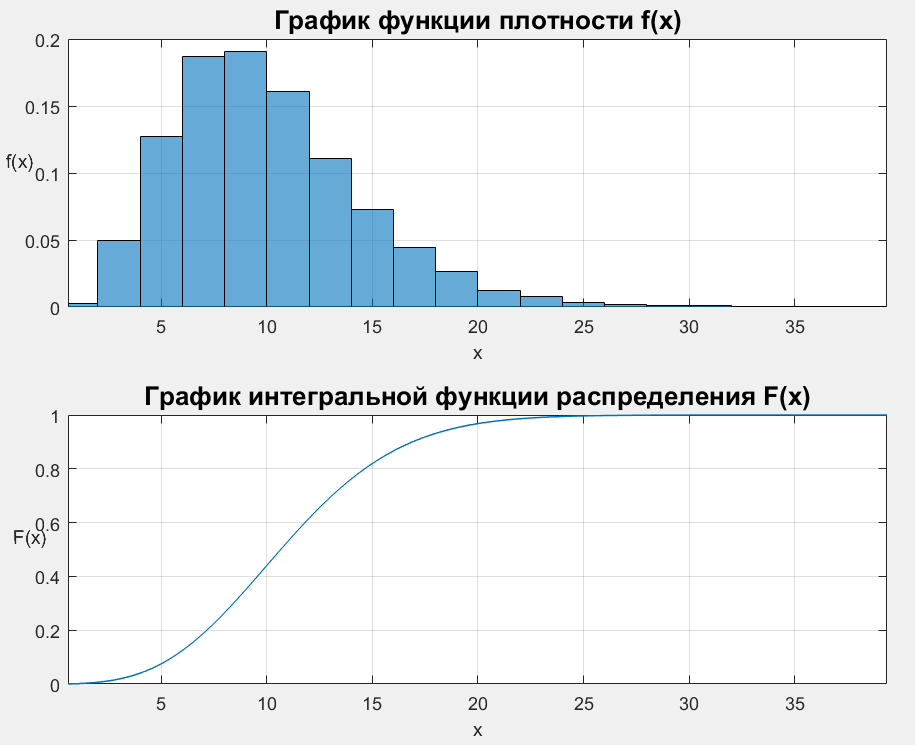 График функции плотности f(x)
0.2
0.15
f(x)
0.1
0.05
0
5 10 15 20 25 30 35
x
График интегральной функции распределения F(x)
1
0.8
0.6
F(x)
0.4
0.2
0
5 10 15 20 25 30 35
x